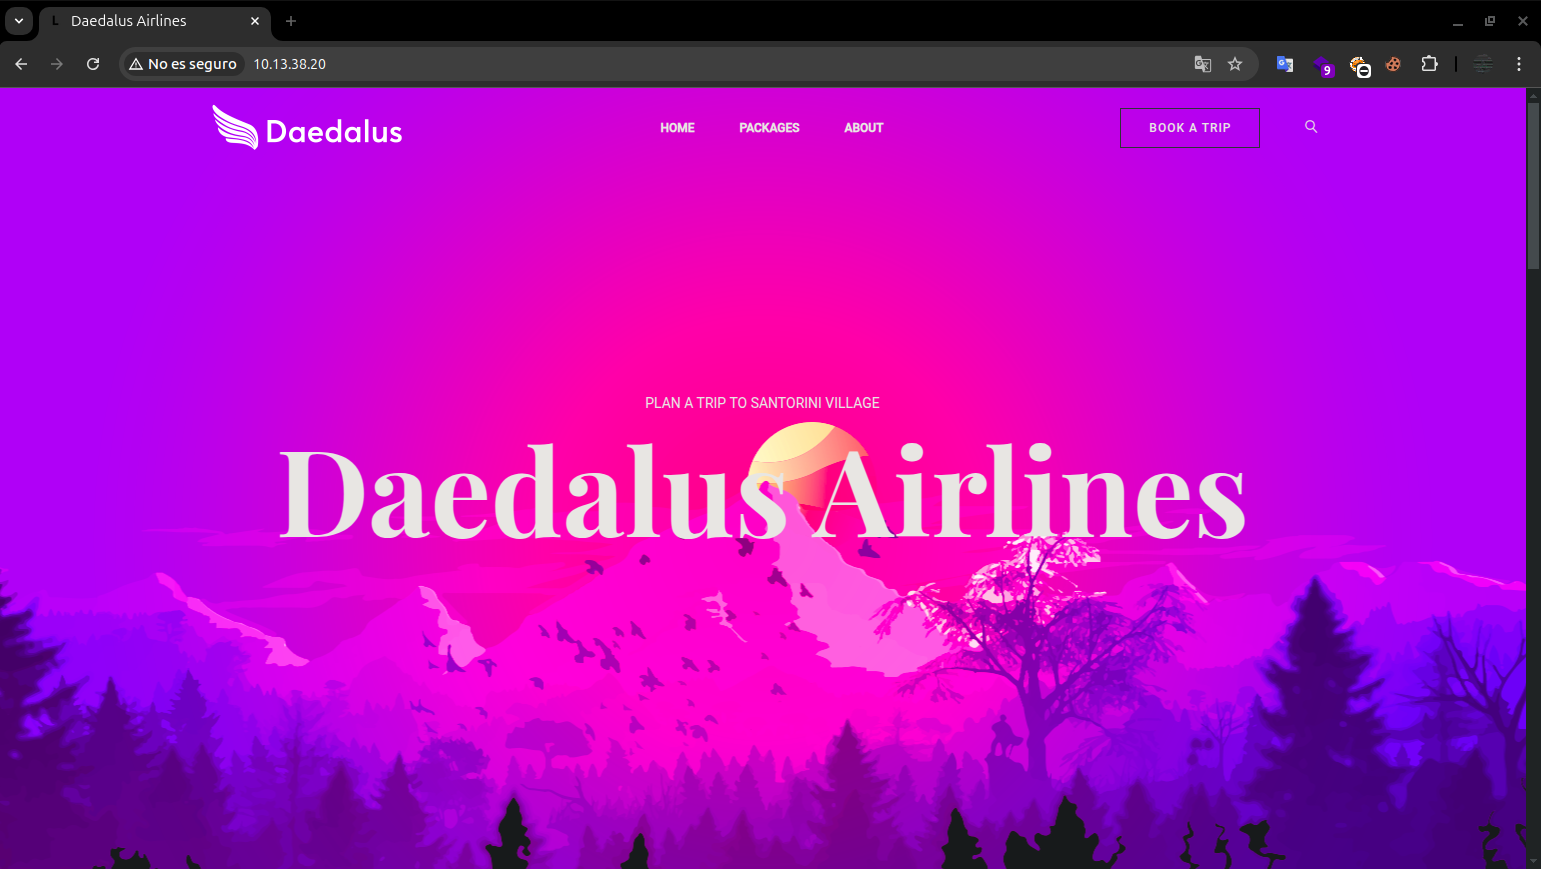 Daedalus Airlines
No es seguro 10.13.38.20
9
Daedalus
HOME PACKAGES ABOUT
BOOK A TRIP
PLAN A TRIP TO SANTORINI VILLAGE
Daedalus Airlines